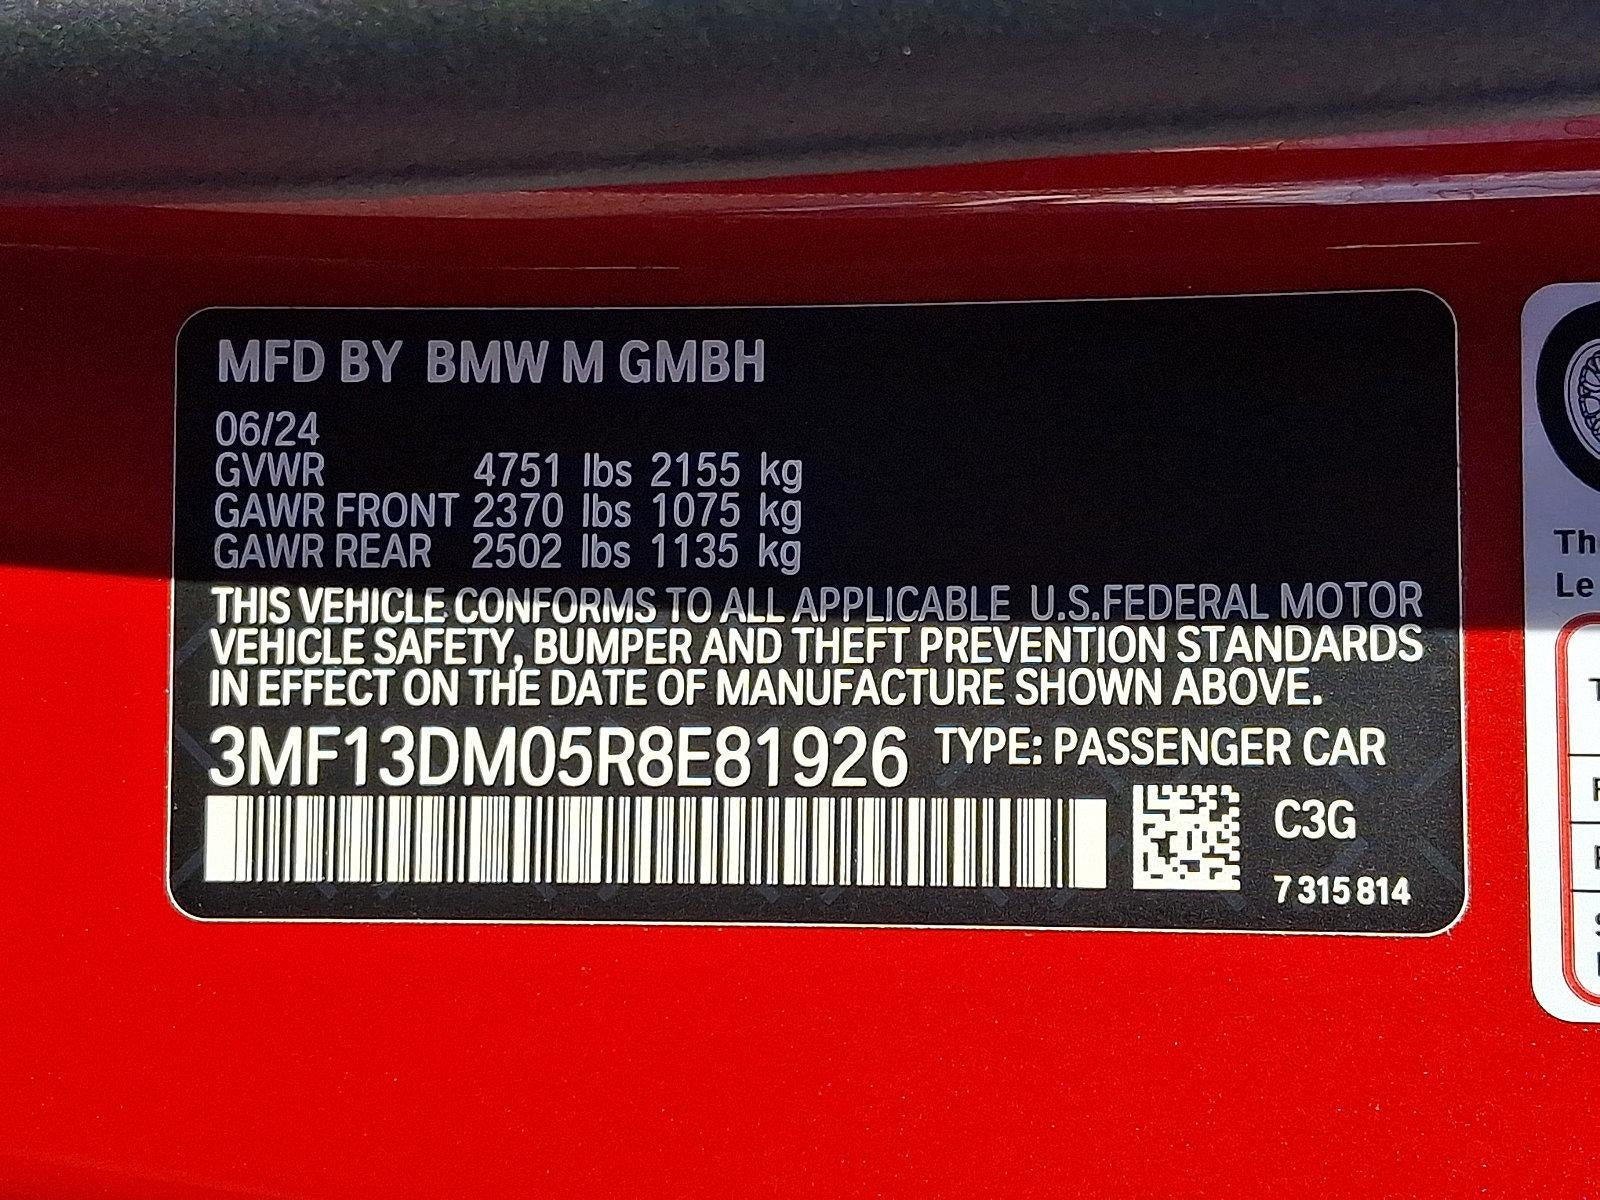 MFD BY BMW M GMBH
06/24
GVWR 4751 lbs 2155 kg
GAWR FRONT 2370 lbs 1075 kg
GAWR REAR 2502 lbs 1135 kg
THIS VEHICLE CONFORMS TO ALL APPLICABLE U.S.FEDERAL MOTOR
VEHICLE SAFETY, BUMPER AND THEFT PREVENTION STANDARDS
IN EFFECT ON THE DATE OF MANUFACTURE SHOWN ABOVE.
3MF13DM05R8E81926 TYPE: PASSENGER CAR
C3G
7 315 814
Le